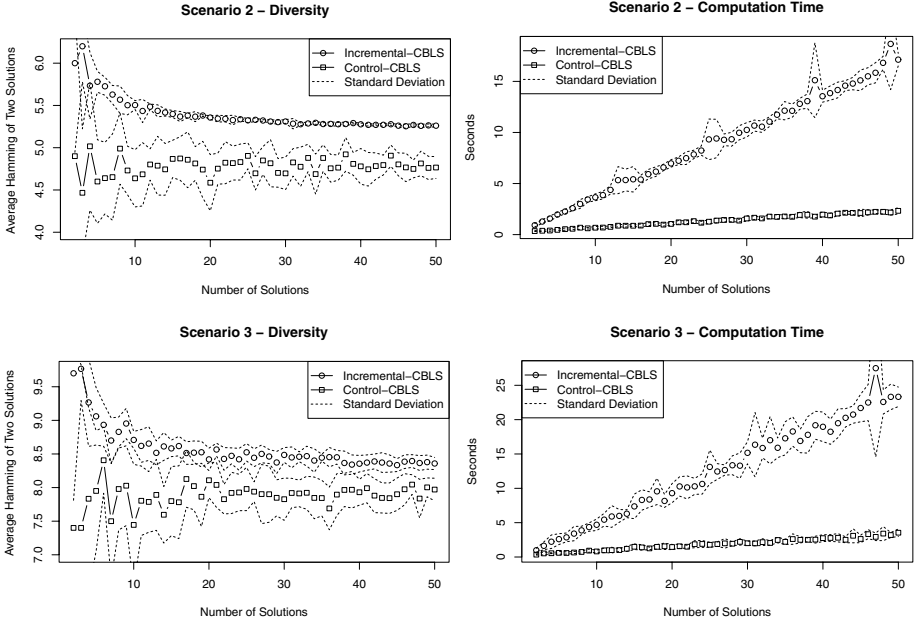 Scenario 2 – Diversity
Average Hamming of Two Solutions
6.0
5.5
5.0
4.5
4.0
Incremental–CBLS
Control–CBLS
Standard Deviation
10
20
30
40
50
Number of Solutions
Scenario 2 – Computation Time
Seconds
15
10
5
0
Incremental–CBLS
Control–CBLS
Standard Deviation
10
20
30
40
50
Number of Solutions
Scenario 3 – Diversity
Average Hamming of Two Solutions
9.5
9.0
8.5
8.0
7.5
7.0
Incremental–CBLS
Control–CBLS
Standard Deviation
10
20
30
40
50
Number of Solutions
Scenario 3 – Computation Time
Seconds
25
20
15
10
5
0
Incremental–CBLS
Control–CBLS
Standard Deviation
10
20
30
40
50
Number of Solutions